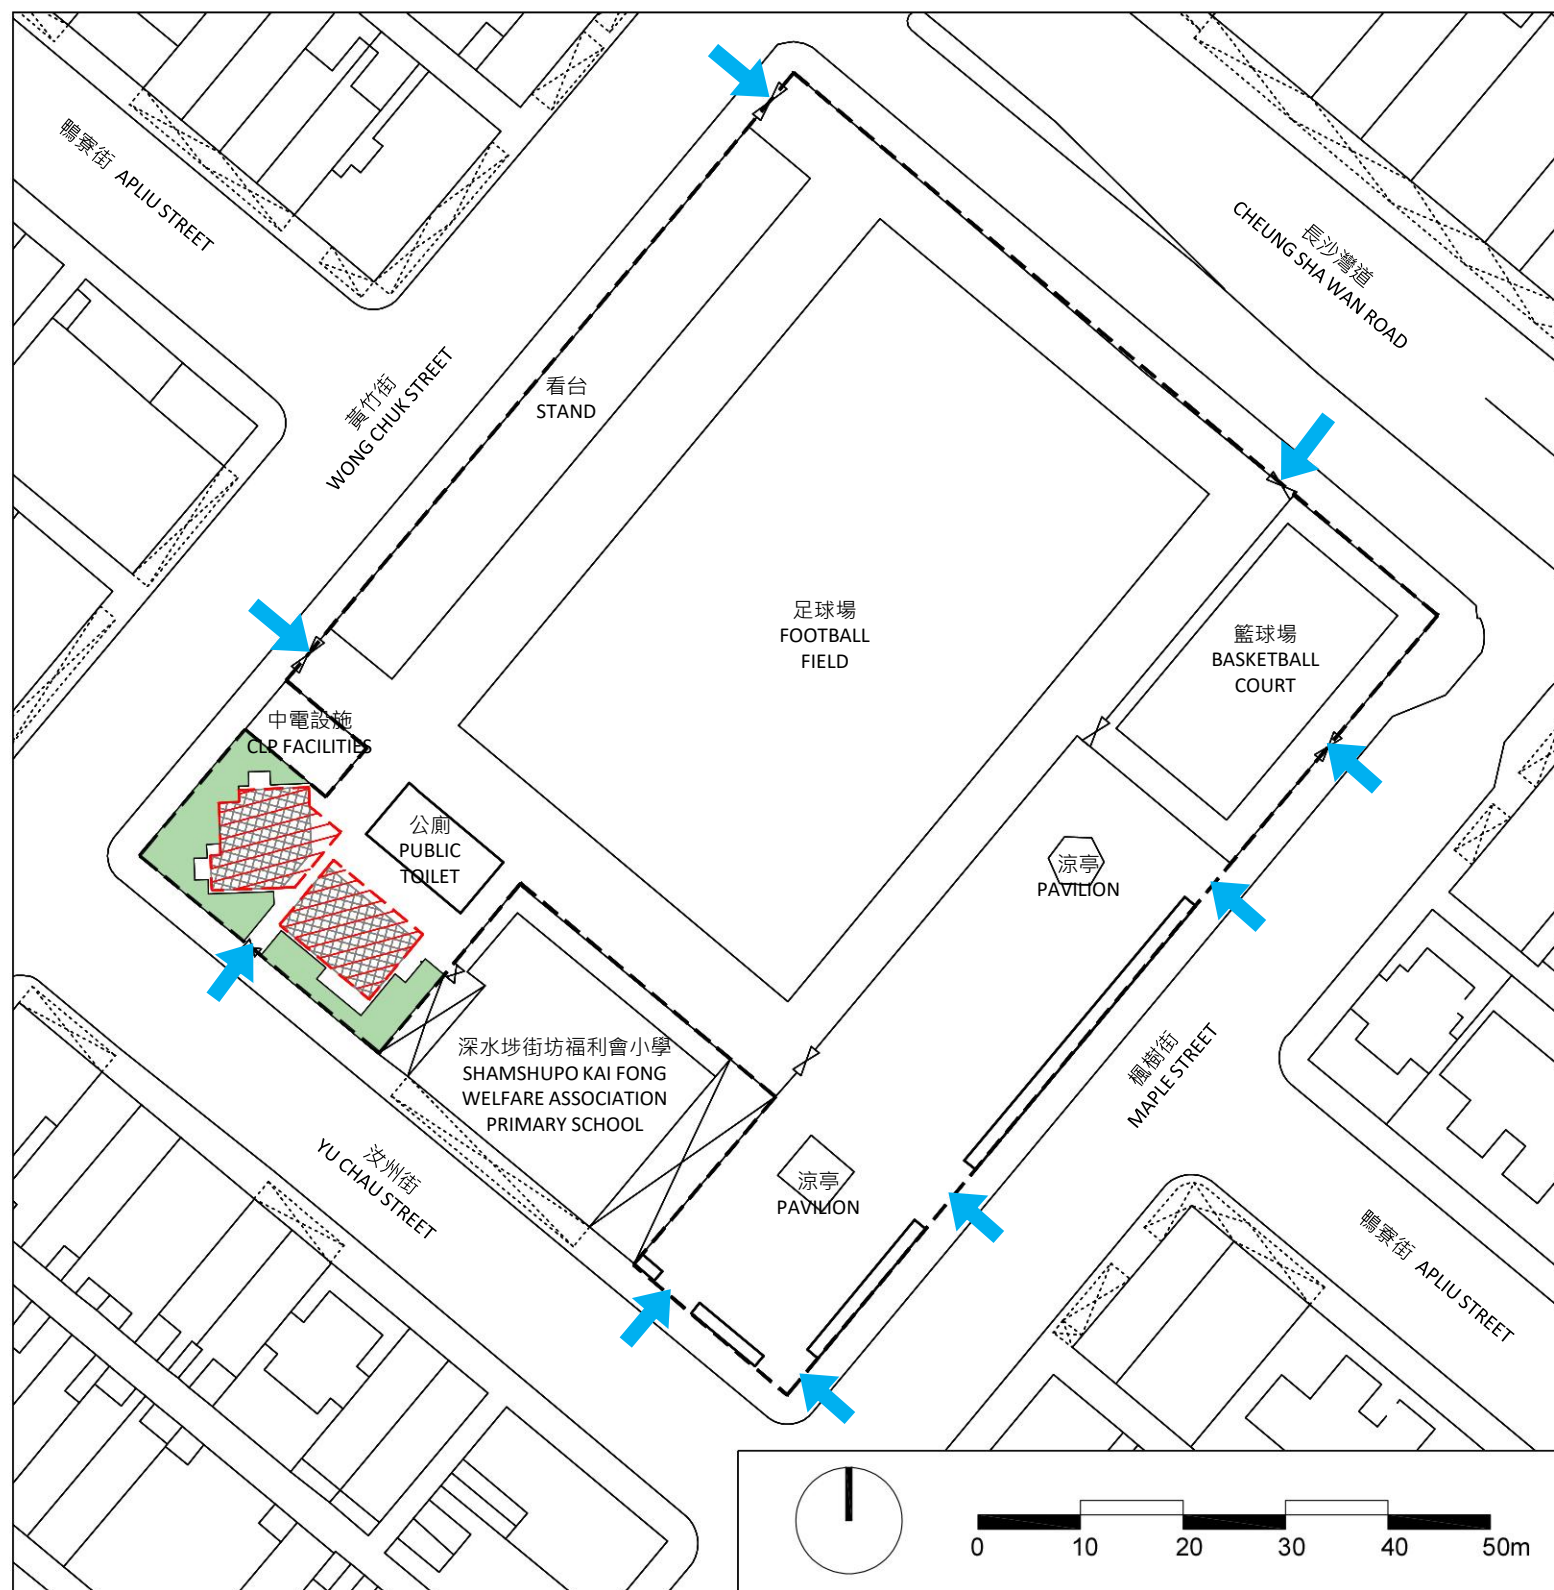 鴨寮街 APLIU STREET
長沙灣道
CHEUNG SHA WAN ROAD
黃竹街
WONG CHUK STREET
看台
STAND
足球場
FOOTBALL
FIELD
籃球場
BASKETBALL
COURT
中電設施
CLP FACILITIES
公廁
PUBLIC
TOILET
涼亭
PAVILION
深水埗街坊福利會小學
SHAMSHUPO KAI FONG
WELFARE ASSOCIATION
PRIMARY SCHOOL
楓樹街
MAPLE STREET
汝州街
YU CHAU STREET
涼亭
PAVILION
鴨寮街 APLIU STREET
0 10 20 30 40 50m